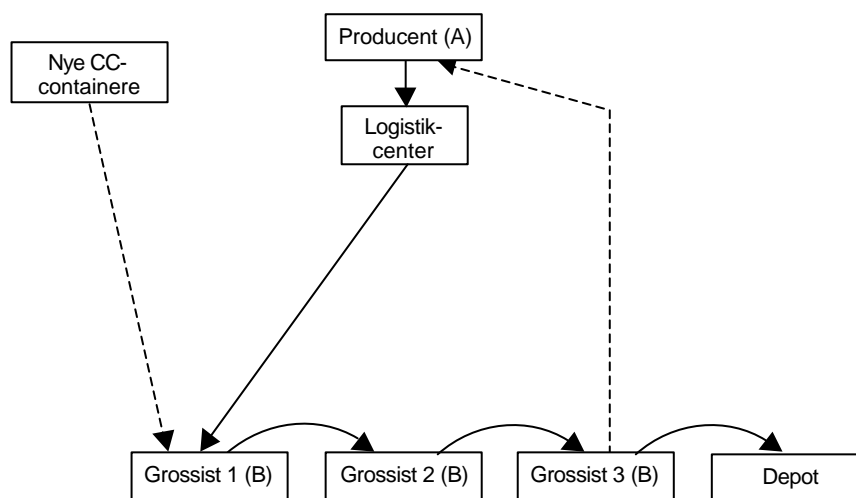 Producent (A)
Nye CC-
containere
Logistik-
center
Grossist 1 (B)
Grossist 2 (B)
Grossist 3 (B)
Depot